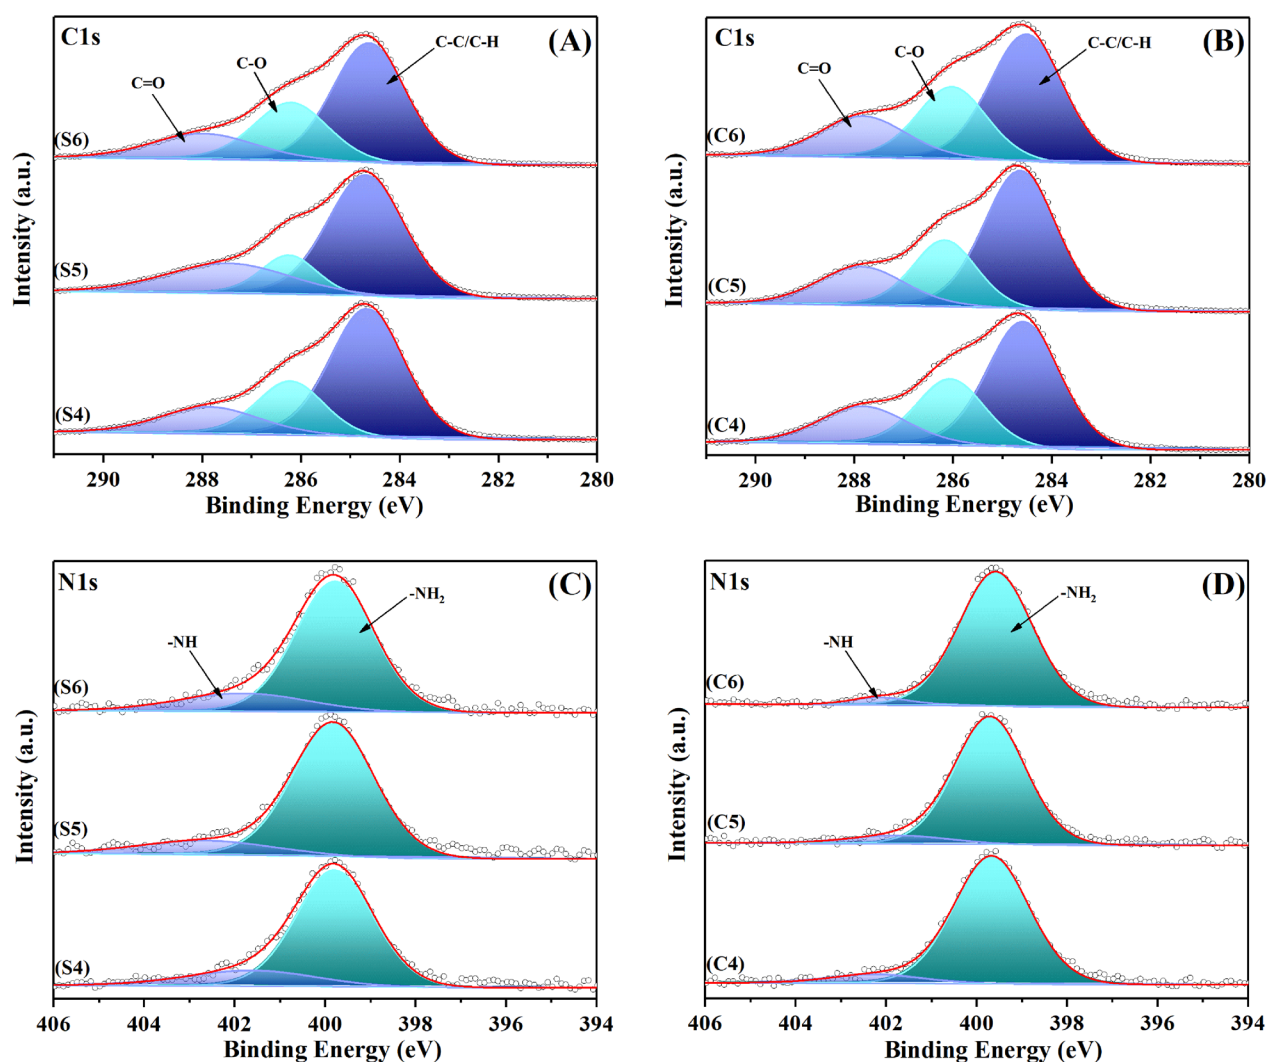 C1s
(A)
C-C/C-H
C-O
C=O
(S6)
(S5)
(S4)
Intensity (a.u.)
290 288 286 284 282 280
Binding Energy (eV)
C1s
(B)
C-C/C-H
C-O
C=O
(C6)
(C5)
(C4)
Intensity (a.u.)
290 288 286 284 282 280
Binding Energy (eV)
N1s
(C)
-NH₂
-NH
(S6)
(S5)
(S4)
Intensity (a.u.)
406 404 402 400 398 396 394
Binding Energy (eV)
N1s
(D)
-NH₂
-NH
(C6)
(C5)
(C4)
Intensity (a.u.)
406 404 402 400 398 396 394
Binding Energy (eV)